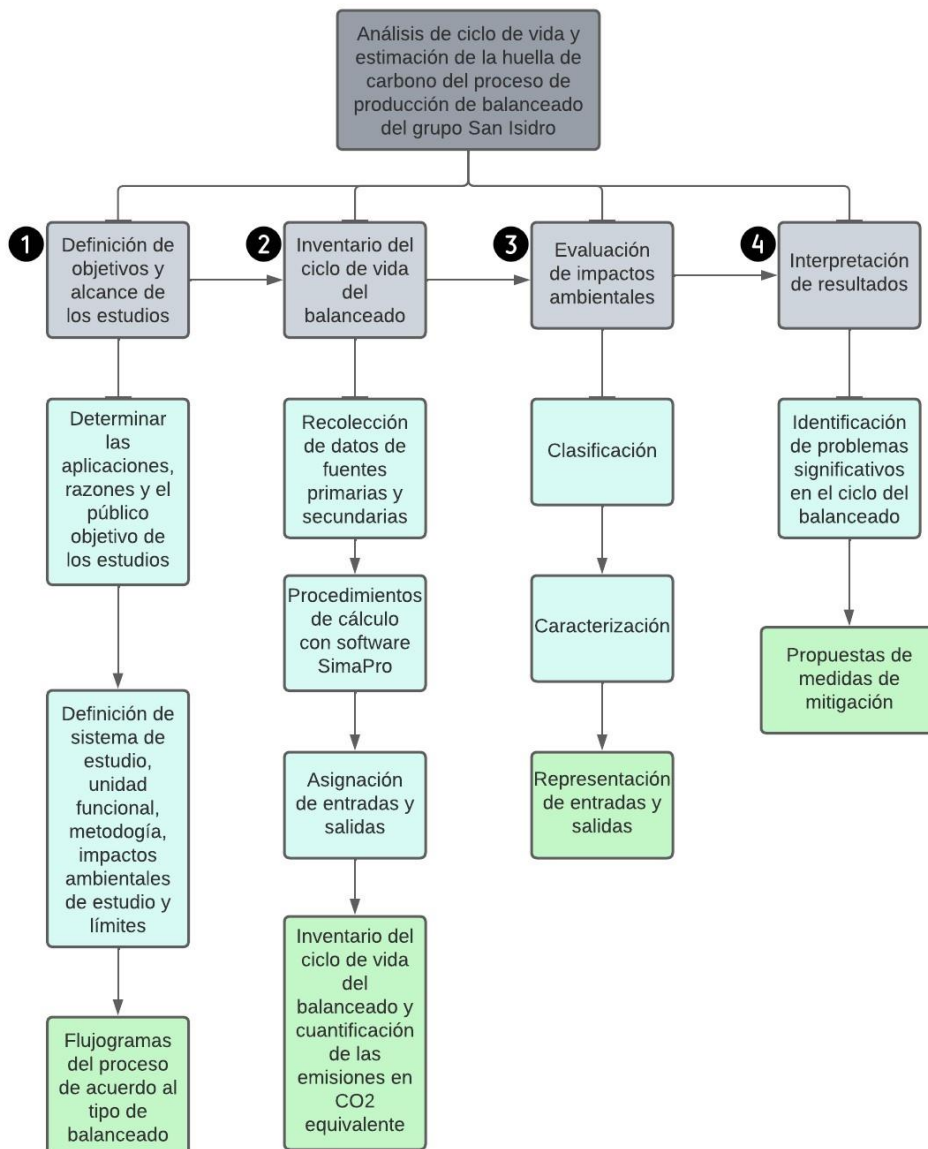 Análisis de ciclo de vida y
estimación de la huella de
carbono del proceso de
producción de balanceado
del grupo San Isidro
1
Definición de
objetivos y
alcance de
los estudios
2
Inventario del
ciclo de vida
del
balanceado
3
Evaluación
de impactos
ambientales
4
Interpretación
de resultados
Determinar
las
aplicaciones,
razones y el
público
objetivo de
los estudios
Definición de
sistema de
estudio,
unidad
funcional,
metodogía,
impactos
ambientales
de estudio y
límites
Flujogramas
del proceso
de acuerdo al
tipo de
balanceado
Recolección
de datos de
fuentes
primarias y
secundarias
Procedimientos
de cálculo
con software
SimaPro
Asignación
de entradas y
salidas
Inventario del
ciclo de vida
del
balanceado y
cuantificación
de las
emisiones en
CO2
equivalente
Clasificación
Caracterización
Representación
de entradas y
salidas
Identificación
de problemas
significativos
en el ciclo del
balanceado
Propuestas de
medidas de
mitigación